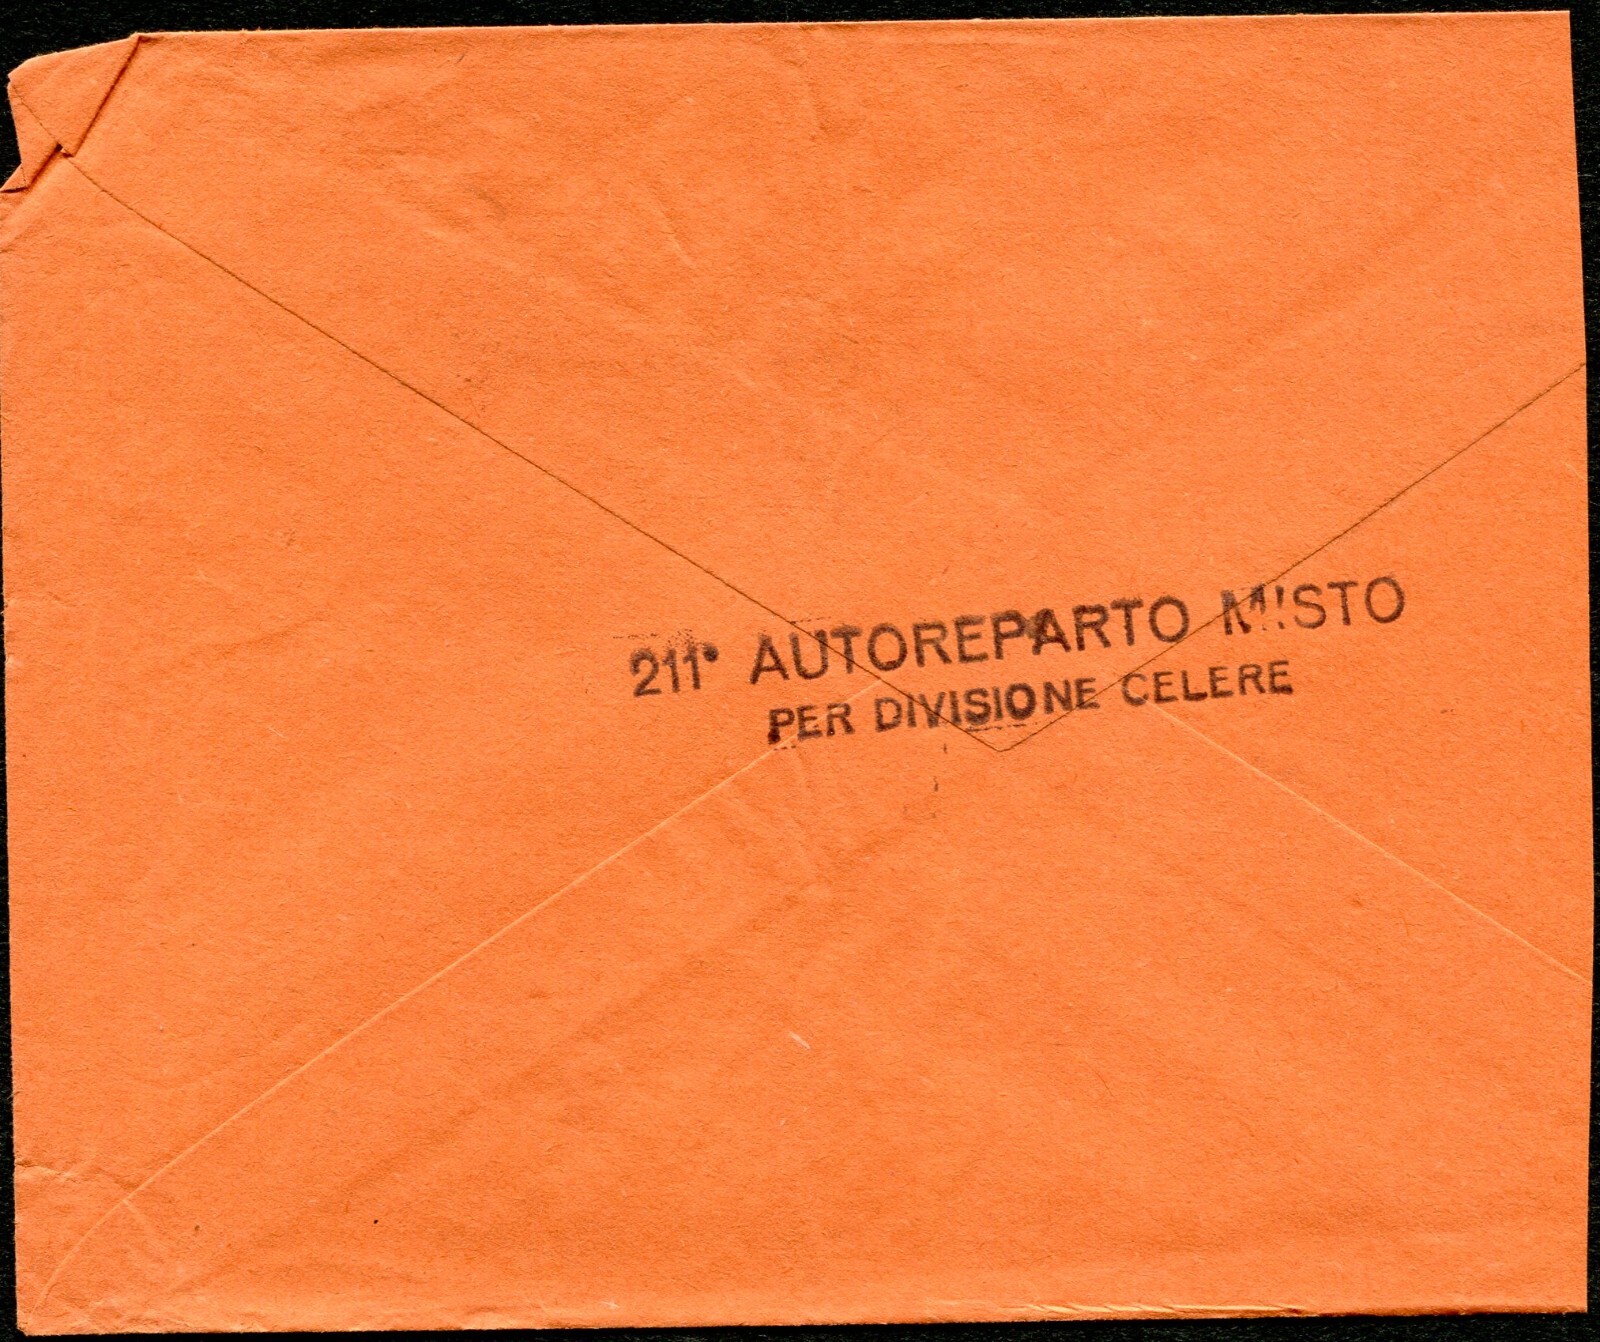 211° AUTOREPARTO MISTO
PER DIVISIONE CELERE